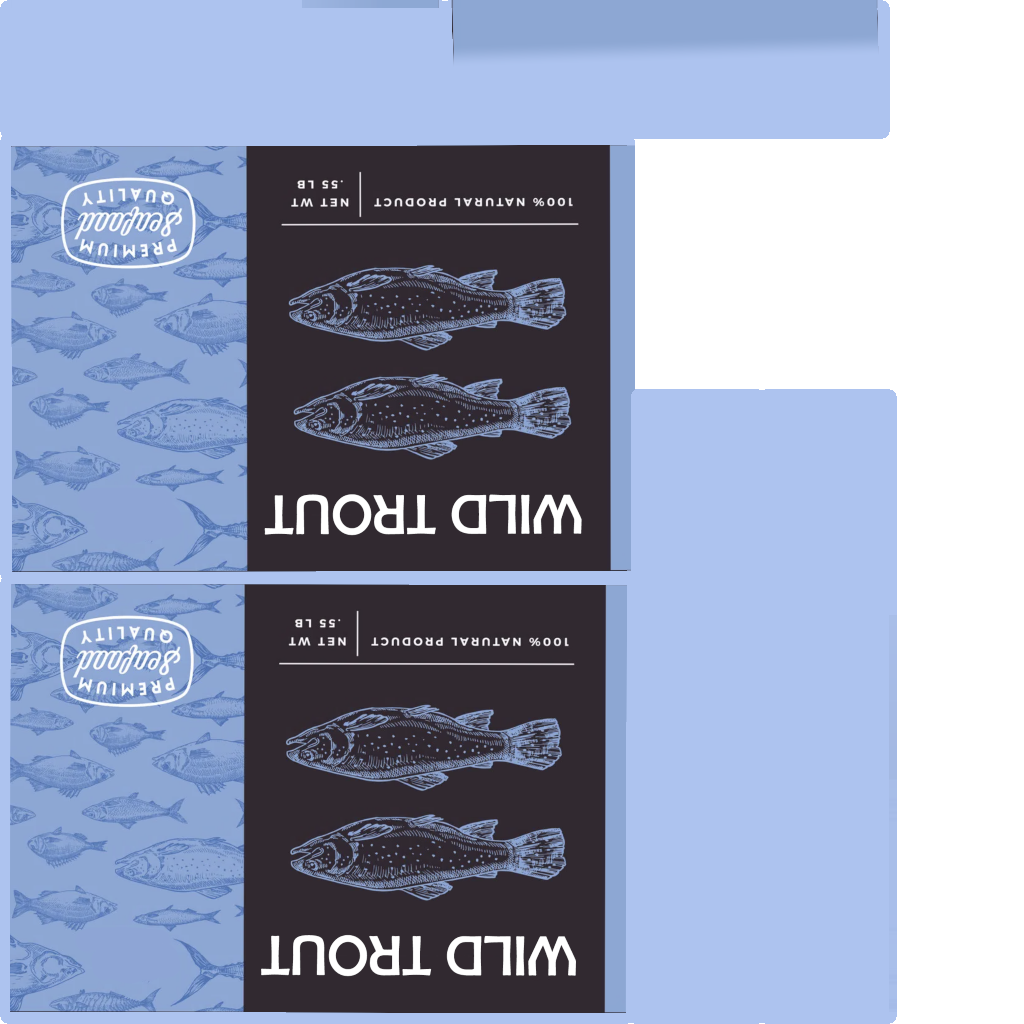 WILD TROUT
100% NATURAL PRODUCT
NET WT
.55 LB
PREMIUM
Seafood
QUALITY
WILD TROUT
100% NATURAL PRODUCT
NET WT
.55 LB
PREMIUM
Seafood
QUALITY